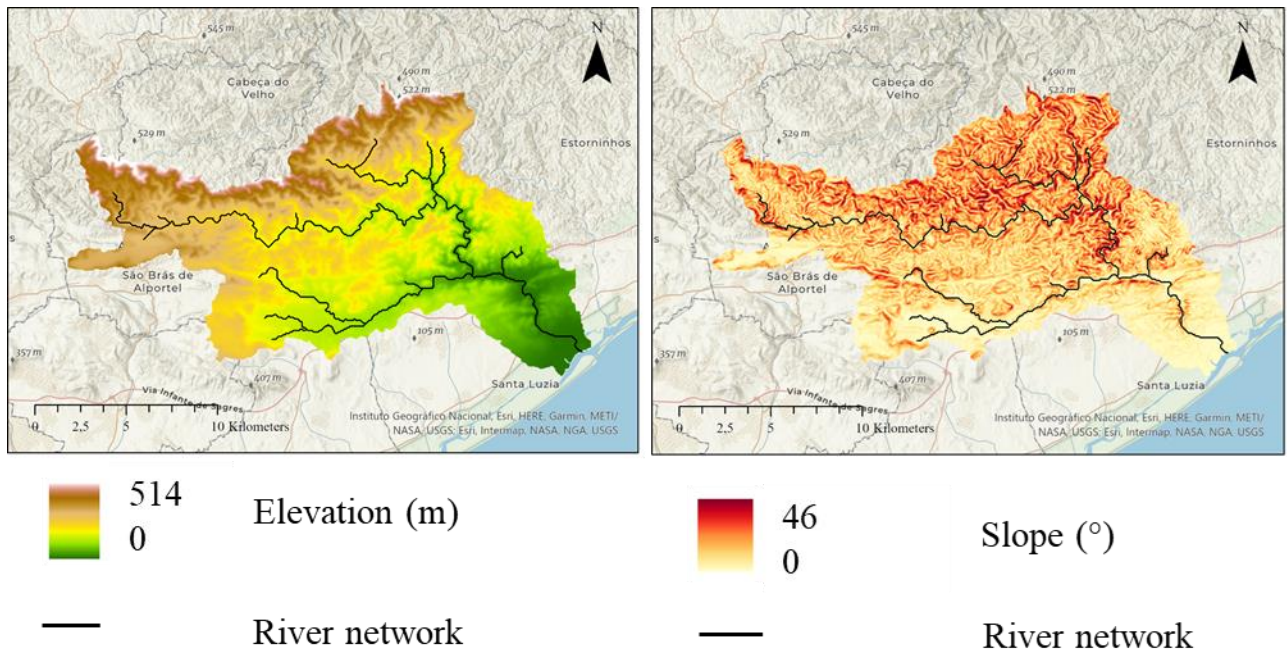 N
545 m
490 m
Cabeça do
Velho
522 m
529 m
Estorninhos
São Brás de
Alportel
105 m
357 m
407 m
Santa Luzia
Via Infante de Sagres
Instituto Geográfico Nacional, Esri, HERE, Garmin, METI/
NASA, USGS; Esri, Intermap, NASA, NGA, USGS
0 2,5 5 10 Kilometers
514
0
Elevation (m)
River network
N
545 m
490 m
Cabeça do
Velho
522 m
529 m
Estorninhos
São Brás de
Alportel
105 m
357 m
407 m
Santa Luzia
Via Infante de Sagres
Instituto Geográfico Nacional, Esri, HERE, Garmin, METI/
NASA, USGS; Esri, Intermap, NASA, NGA, USGS
0 2,5 5 10 Kilometers
46
0
Slope (°)
River network